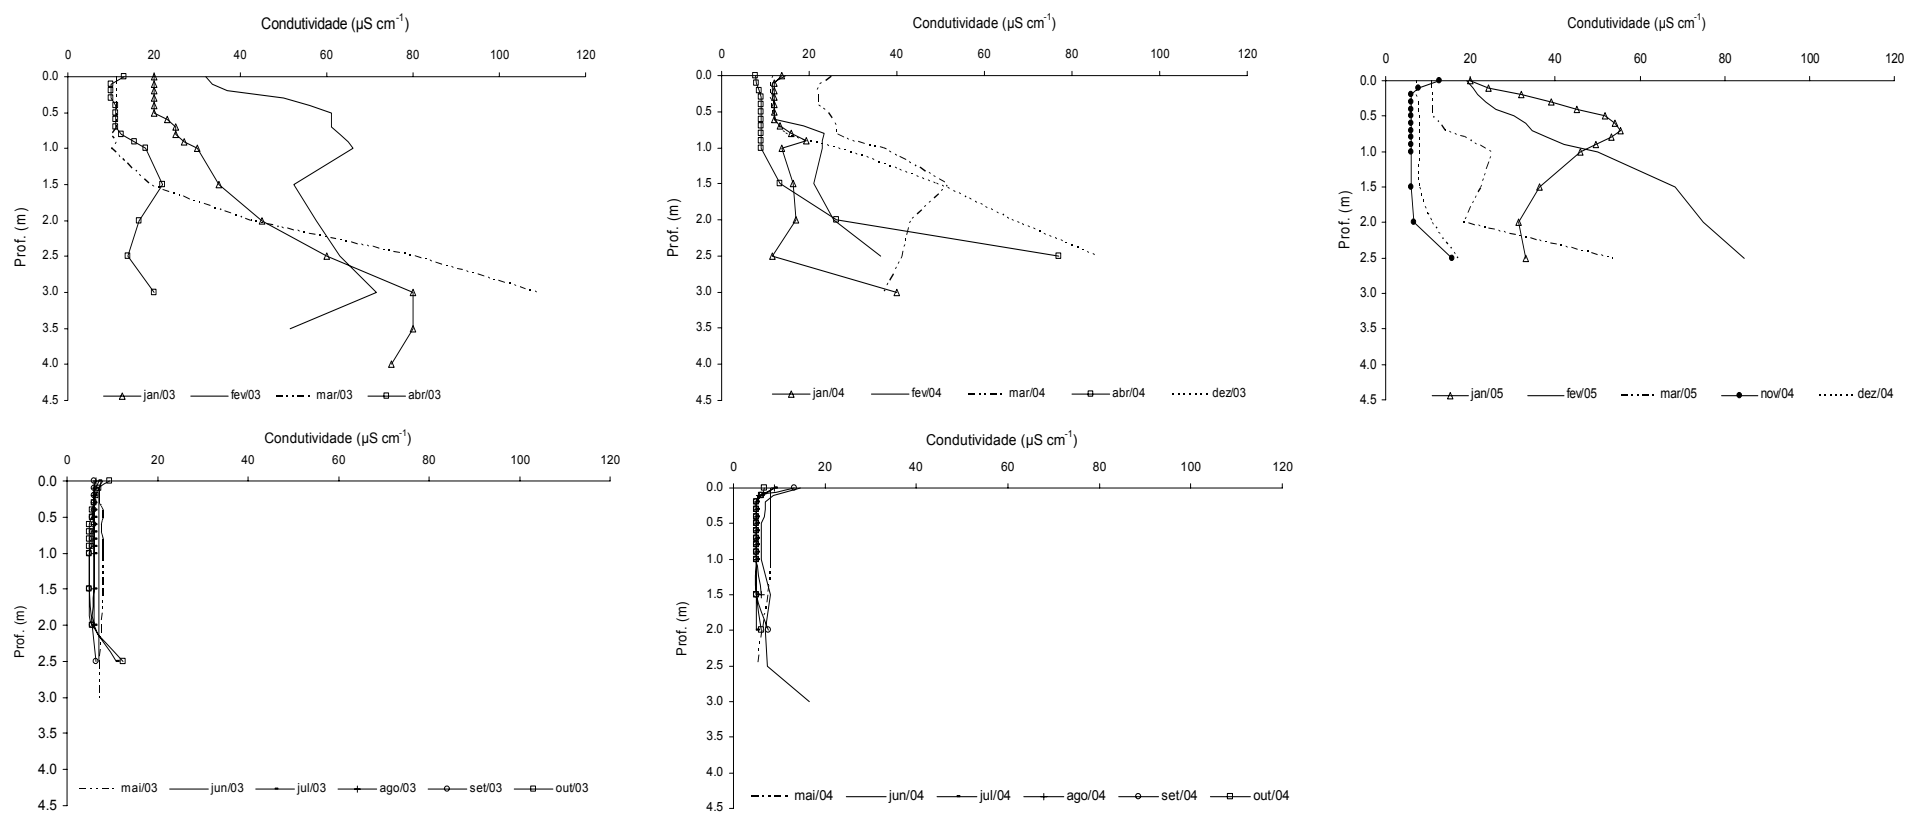 Condutividade (µS cm-1)
0 20 40 60 80 100 120
0.0
0.5
1.0
1.5
2.0
2.5
3.0
3.5
4.0
4.5
Prof. (m)
jan/03 fev/03 mar/03 abr/03
Condutividade (µS cm-1)
0 20 40 60 80 100 120
0.0
0.5
1.0
1.5
2.0
2.5
3.0
3.5
4.0
4.5
Prof. (m)
jan/04 fev/04 mar/04 abr/04 dez/03
Condutividade (µS cm-1)
0 20 40 60 80 100 120
0.0
0.5
1.0
1.5
2.0
2.5
3.0
3.5
4.0
4.5
Prof. (m)
jan/05 fev/05 mar/05 nov/04 dez/04
Condutividade (µS cm-1)
0 20 40 60 80 100 120
0.0
0.5
1.0
1.5
2.0
2.5
3.0
3.5
4.0
4.5
Prof. (m)
mai/03 jun/03 jul/03 ago/03 set/03 out/03
Condutividade (µS cm-1)
0 20 40 60 80 100 120
0.0
0.5
1.0
1.5
2.0
2.5
3.0
3.5
4.0
4.5
Prof. (m)
mai/04 jun/04 jul/04 ago/04 set/04 out/04